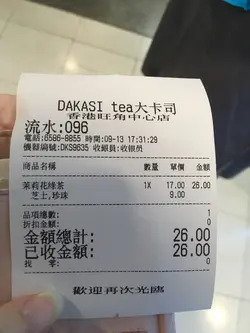 DAKASI tea大卡司
香港旺角中心店
流水:096
電話:8586-8855 時間:09-13 17:31:29
機器編號:DKS9635 收銀員:收銀員
商品名稱 數量 單價 金額
茉莉花綠茶 1X 17.00 26.00
芝士,珍珠 9.00
品項總數: 1
折扣金額: 0
金額總計: 26.00
已收金額: 26.00
找 零: 0
歡迎再次光臨